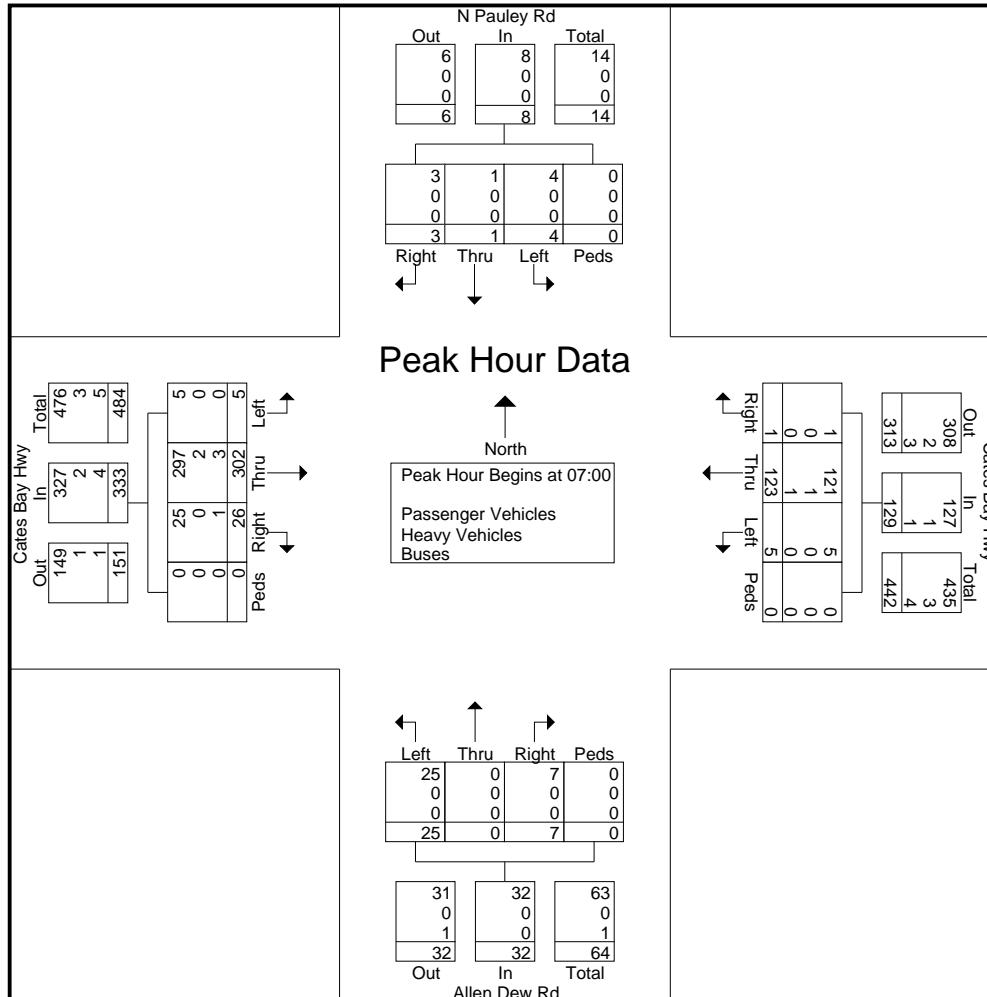 N Pauley Rd
Out In Total
6 8 14
0 0 0
0 0 0
6 8 14
3 1 4 0
0 0 0 0
0 0 0 0
3 1 4 0
Right Thru Left Peds
Peak Hour Data
North
Peak Hour Begins at 07:00
Passenger Vehicles
Heavy Vehicles
Buses
Cates Bay Hwy
Out In Total
149 327 476
1 2 3
1 4 5
151 333 484
0 25 297 5
0 0 2 0
0 1 3 0
0 26 302 5
Peds Right Thru Left
Cates Bay Hwy
Out In Total
308 127 435
2 1 3
3 1 4
313 129 442
1 121 5 0
0 1 0 0
0 1 0 0
1 123 5 0
Right Thru Left Peds
Left Thru Right Peds
25 0 7 0
0 0 0 0
0 0 0 0
25 0 7 0
31 32 63
0 0 0
1 0 1
32 32 64
Out In Total
Allen Dew Rd